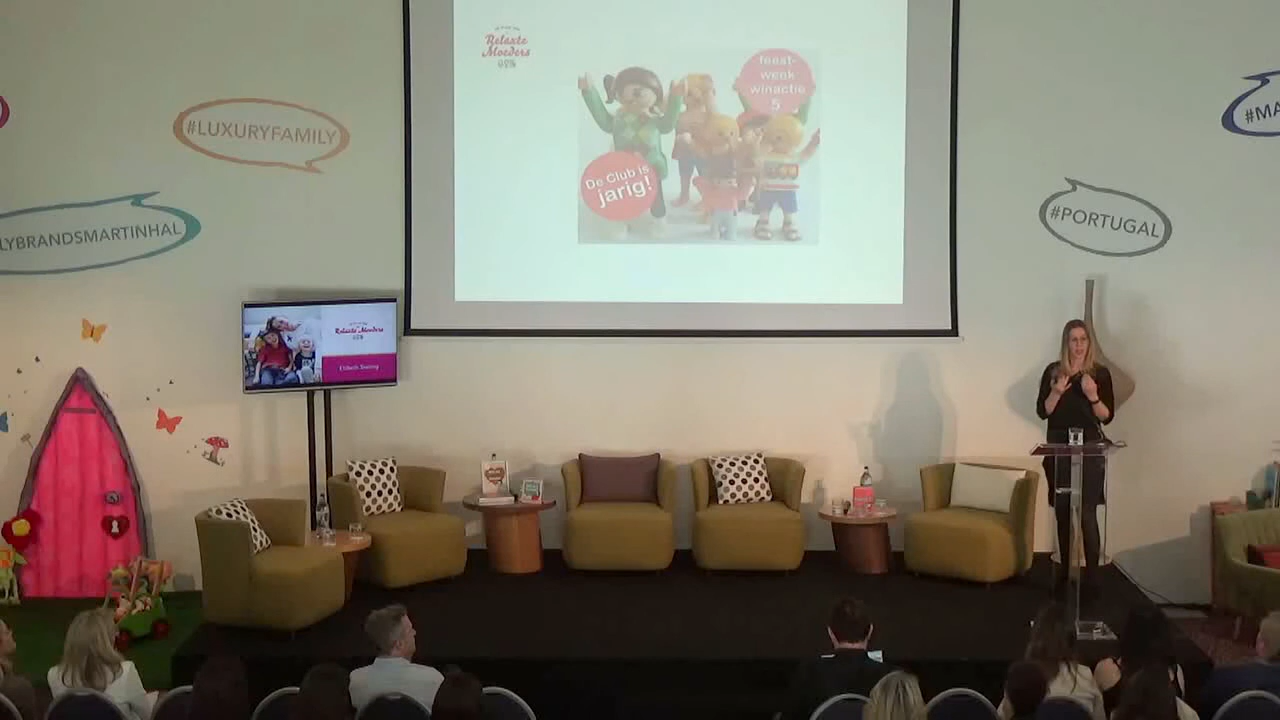 Relaxte
Moeders
feest-
week
winactie
5
De Club is
jarig!
#LUXURYFAMILY
LYBRANDSMARTINHAL
#PORTUGAL
#MA
Relaxte
Moeders